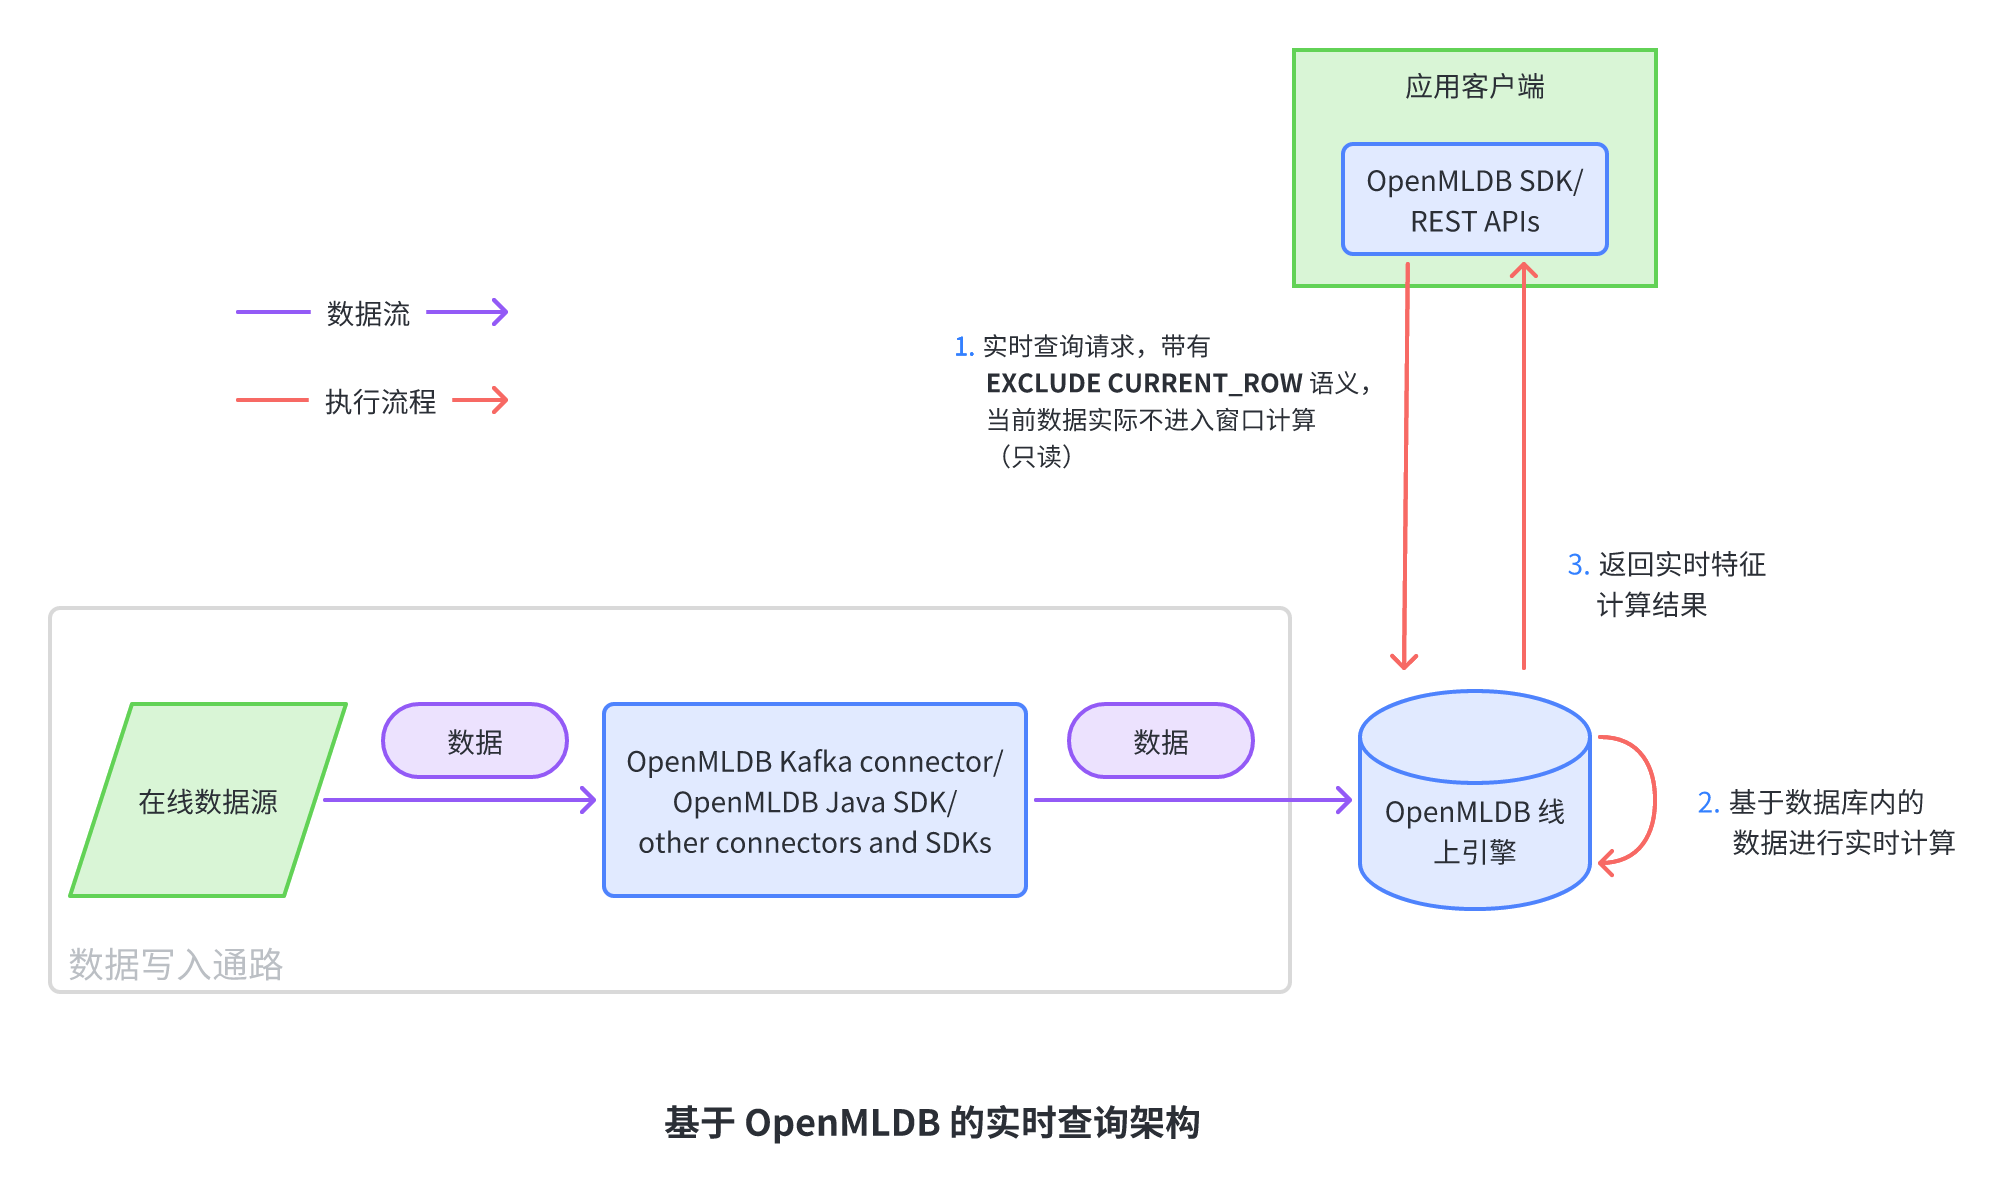 应用客户端
OpenMLDB SDK/
REST APIs
数据流
执行流程
1. 实时查询请求，带有
EXCLUDE CURRENT_ROW 语义，
当前数据实际不进入窗口计算
（只读）
3. 返回实时特征
计算结果
在线数据源
数据
OpenMLDB Kafka connector/
OpenMLDB Java SDK/
other connectors and SDKs
数据
OpenMLDB 线
上引擎
2. 基于数据库内的
数据进行实时计算
数据写入通路
基于 OpenMLDB 的实时查询架构